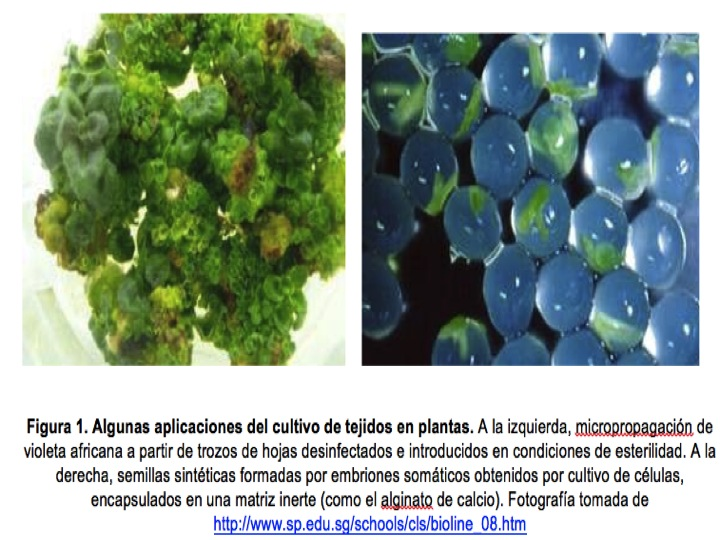 Figura 1. Algunas aplicaciones del cultivo de tejidos en plantas. A la izquierda, micropropagación de
violeta africana a partir de trozos de hojas desinfectados e introducidos en condiciones de esterilidad. A la
derecha, semillas sintéticas formadas por embriones somáticos obtenidos por cultivo de células,
encapsulados en una matriz inerte (como el alginato de calcio). Fotografía tomada de
http://www.sp.edu.sg/schools/cls/bioline_08.htm